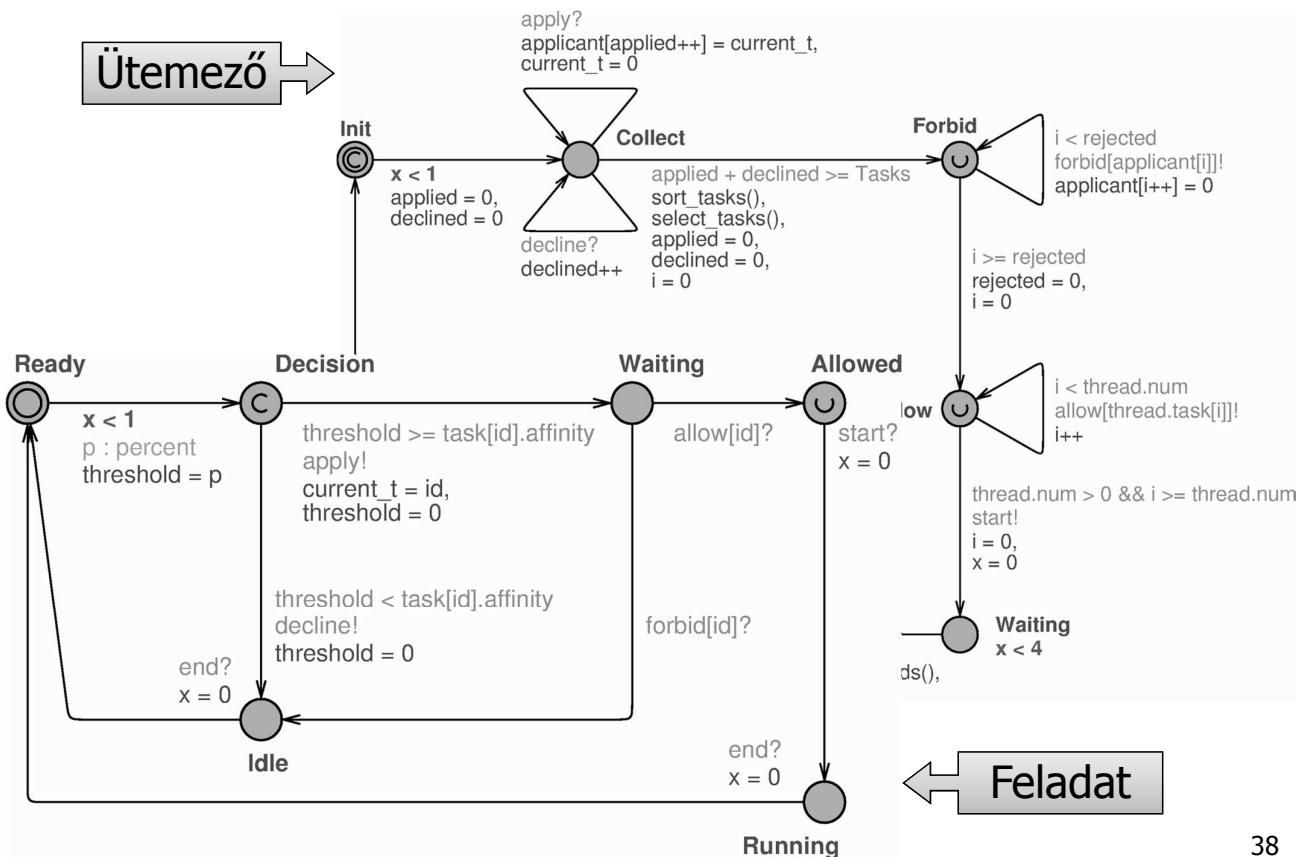 apply?
applicant[applied++] = current_t,
current_t = 0
Ütemező
Init
C
Collect
Forbid
x < 1
applied = 0,
declined = 0
applied + declined >= Tasks
sort_tasks(),
select_tasks(),
applied = 0,
declined = 0,
i = 0
decline?
declined++
U
i < rejected
forbid[applicant[i]]!
applicant[i++] = 0
i >= rejected
rejected = 0,
i = 0
Ready
Decision
Waiting
Allowed
C
U
low
U
x < 1
p : percent
threshold = p
threshold >= task[id].affinity
apply!
current_t = id,
threshold = 0
allow[id]?
start?
x = 0
i < thread.num
allow[thread.task[i]]!
i++
thread.num > 0 && i >= thread.num
start!
i = 0,
x = 0
threshold < task[id].affinity
decline!
threshold = 0
forbid[id]?
end?
x = 0
Idle
Waiting
x < 4
ds(),
end?
x = 0
Feladat
Running
38